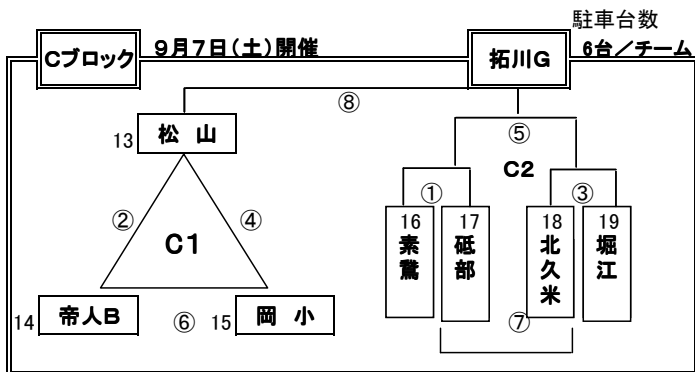 駐車台数
Cブロック 9月7日(土)開催 拓川G 6台/チーム
⑧
13 松 山
⑤
C2
① ③
② ④
C1
16 素鵞
17 砥部
18 北久米
19 堀江
14 帝人B ⑥ 15 岡 小
⑦